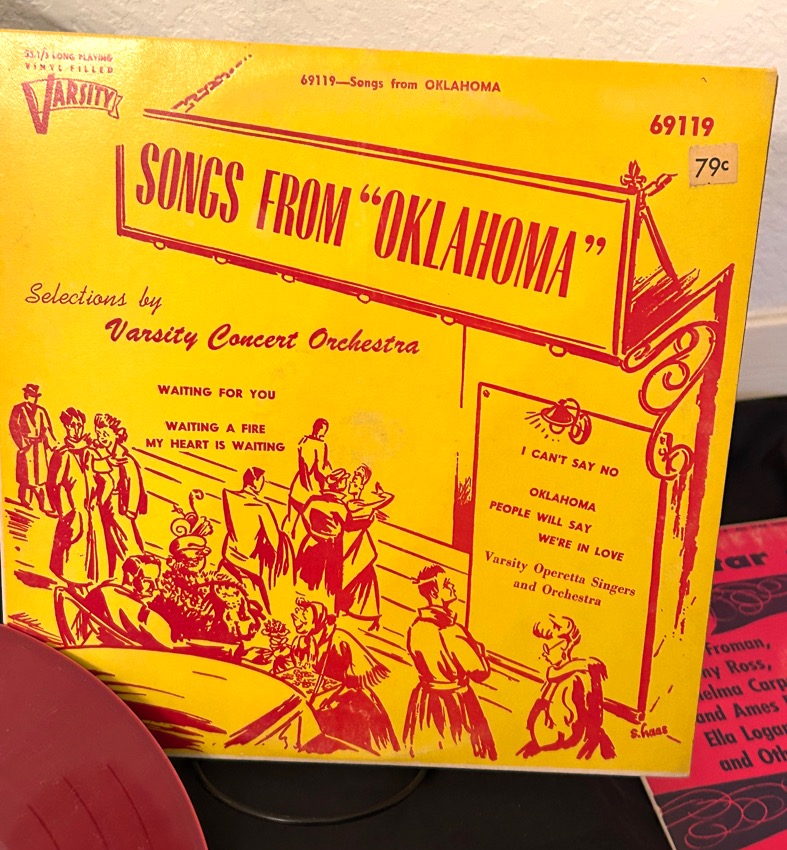 33 1/3 LONG PLAYING
VINYL FILLED
VARSITY
69119—Songs from OKLAHOMA
69119
79c
SONGS FROM "OKLAHOMA"
Selections by
Varsity Concert Orchestra
WAITING FOR YOU
WAITING A FIRE
MY HEART IS WAITING
I CAN'T SAY NO
OKLAHOMA
PEOPLE WILL SAY
WE'RE IN LOVE
Varsity Operetta Singers
and Orchestra
S. Haas
Froman,
Ross,
and Ames
Ella
and